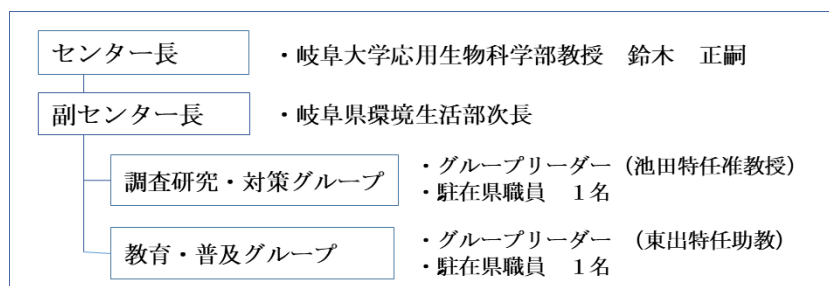 センター長　・岐阜大学応用生物科学部教授　鈴木　正嗣
副センター長　・岐阜県環境生活部次長
調査研究・対策グループ　・グループリーダー（池田特任准教授）
・駐在県職員　１名
教育・普及グループ　・グループリーダー　（東出特任助教）
・駐在県職員　１名